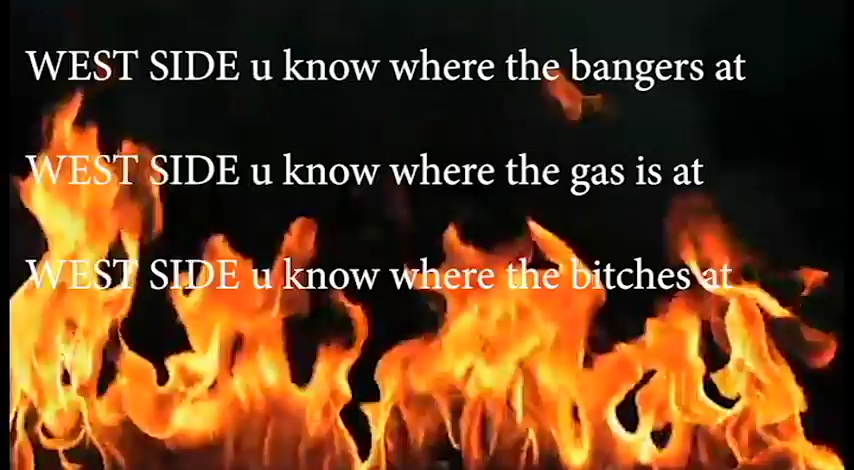 WEST SIDE u know where the bangers at
WEST SIDE u know where the gas is at
WEST SIDE u know where the bitches at